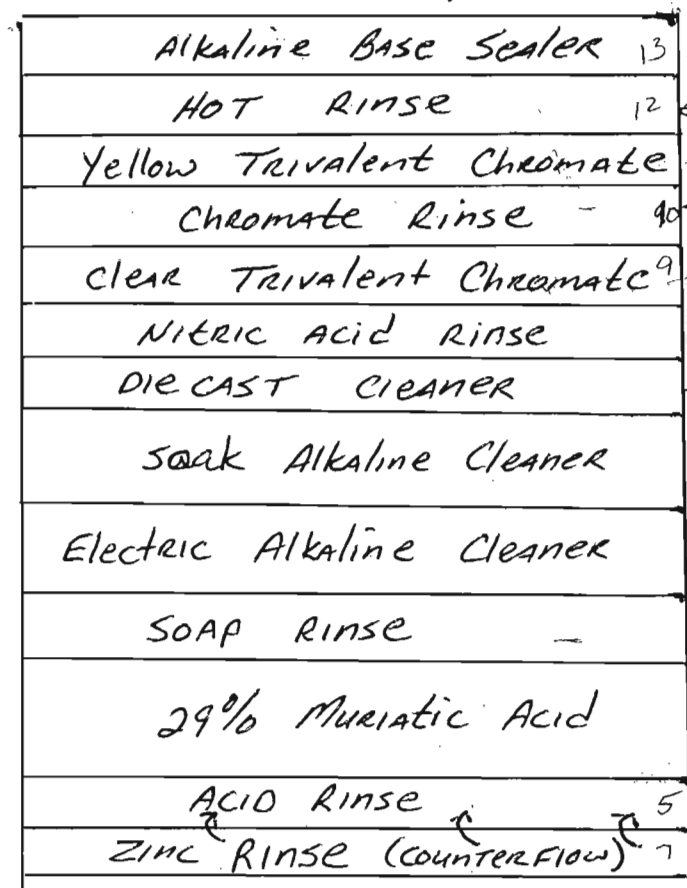 Alkaline Base Sealer 13
Hot Rinse 12
Yellow Trivalent Chromate
Chromate Rinse - 10
Clear Trivalent Chromate 9
Nitric Acid Rinse
Die Cast Cleaner
Soak Alkaline Cleaner
Electric Alkaline Cleaner
Soap Rinse -
29% Muriatic Acid
Acid Rinse 5
Zinc Rinse (Counterflow) 7